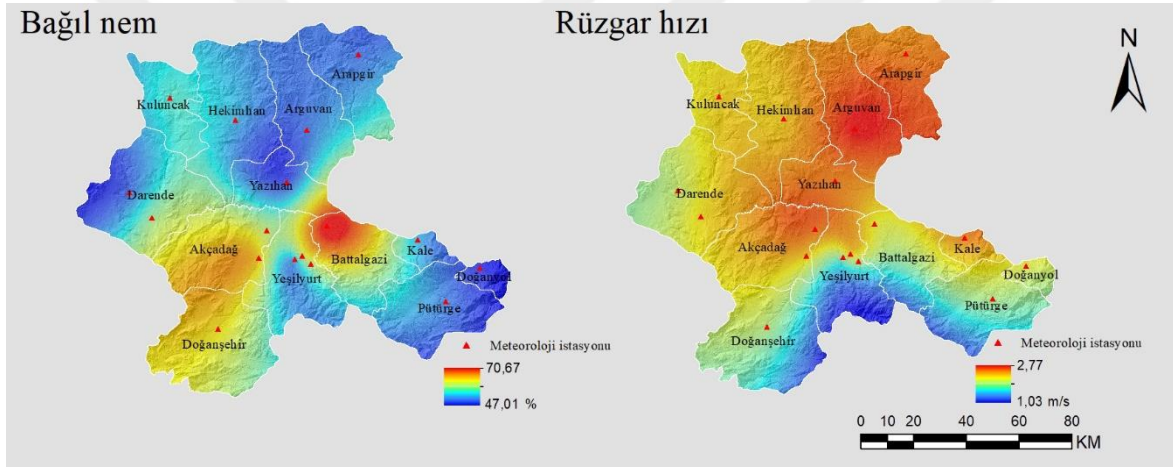 Bağıl nem
Arapgir
Kuluncak
Hekimhan
Arguvan
Yazıhan
Darende
Akçadağ
Battalgazi
Kale
Yeşilyurt
Doğanyol
Pütürge
Doğanşehir
Meteoroloji istasyonu
70,67
47,01 %
Rüzgar hızı
N
Arapgir
Kuluncak
Hekimhan
Arguvan
Yazıhan
Darende
Akçadağ
Battalgazi
Kale
Yeşilyurt
Doğanyol
Pütürge
Doğanşehir
Meteoroloji istasyonu
2,77
1,03 m/s
0 10 20 40 60 80
KM